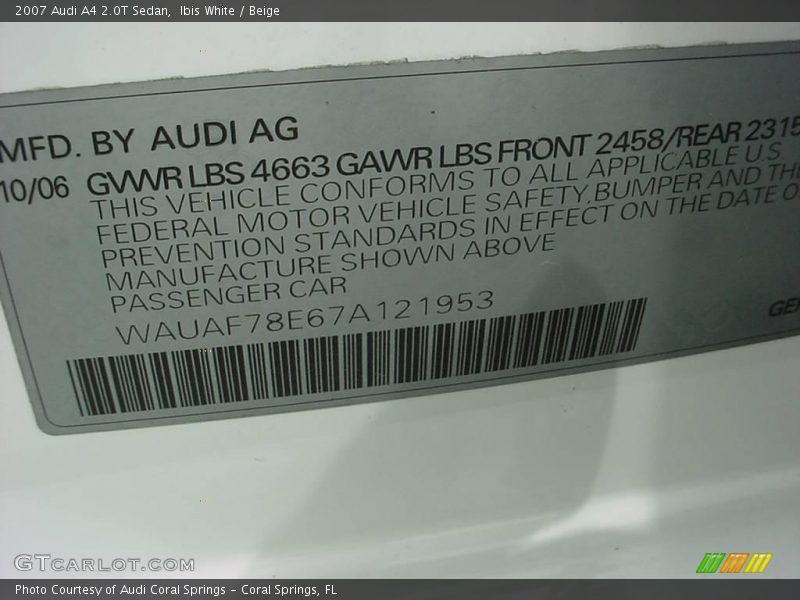 2007 Audi A4 2.0T Sedan,  Ibis White / Beige
MFD. BY AUDI AG
10/06 GVWR LBS 4663 GAWR LBS FRONT 2458/REAR 2315
THIS VEHICLE CONFORMS TO ALL APPLICABLE U S
FEDERAL MOTOR VEHICLE SAFETY, BUMPER AND THE
PREVENTION STANDARDS IN EFFECT ON THE DATE O
MANUFACTURE SHOWN ABOVE
PASSENGER CAR
WAUAF78E67A121953
GE
GTCARLOT.COM
Photo Courtesy of Audi Coral Springs - Coral Springs, FL